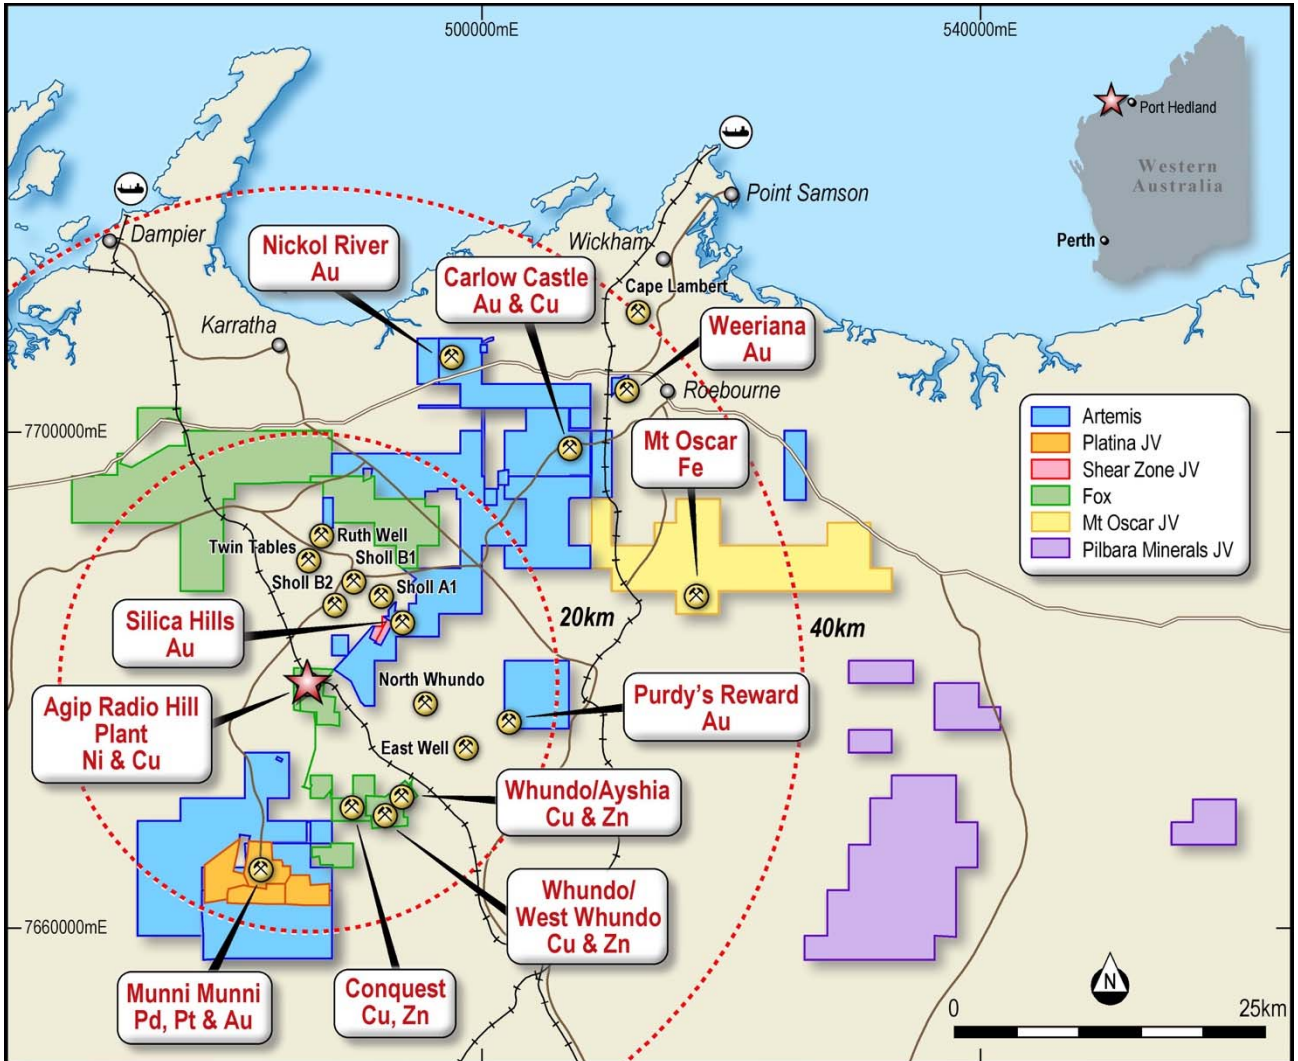 500000mE
540000mE
Port Hedland
Western
Australia
Perth
Point Samson
Dampier
Nickol River
Au
Wickham
Carlow Castle
Au & Cu
Cape Lambert
Karratha
Weeriana
Au
Roebourne
Mt Oscar
Fe
7700000mE
Artemis
Platina JV
Shear Zone JV
Fox
Mt Oscar JV
Pilbara Minerals JV
Ruth Well
Twin Tables
Sholl B1
Sholl B2
Sholl A1
Silica Hills
Au
20km
40km
North Whundo
Agip Radio Hill
Plant
Ni & Cu
Purdy's Reward
Au
East Well
Whundo/Ayshia
Cu & Zn
Whundo/
West Whundo
Cu & Zn
7660000mE
Munni Munni
Pd, Pt & Au
Conquest
Cu, Zn
N
0
25km